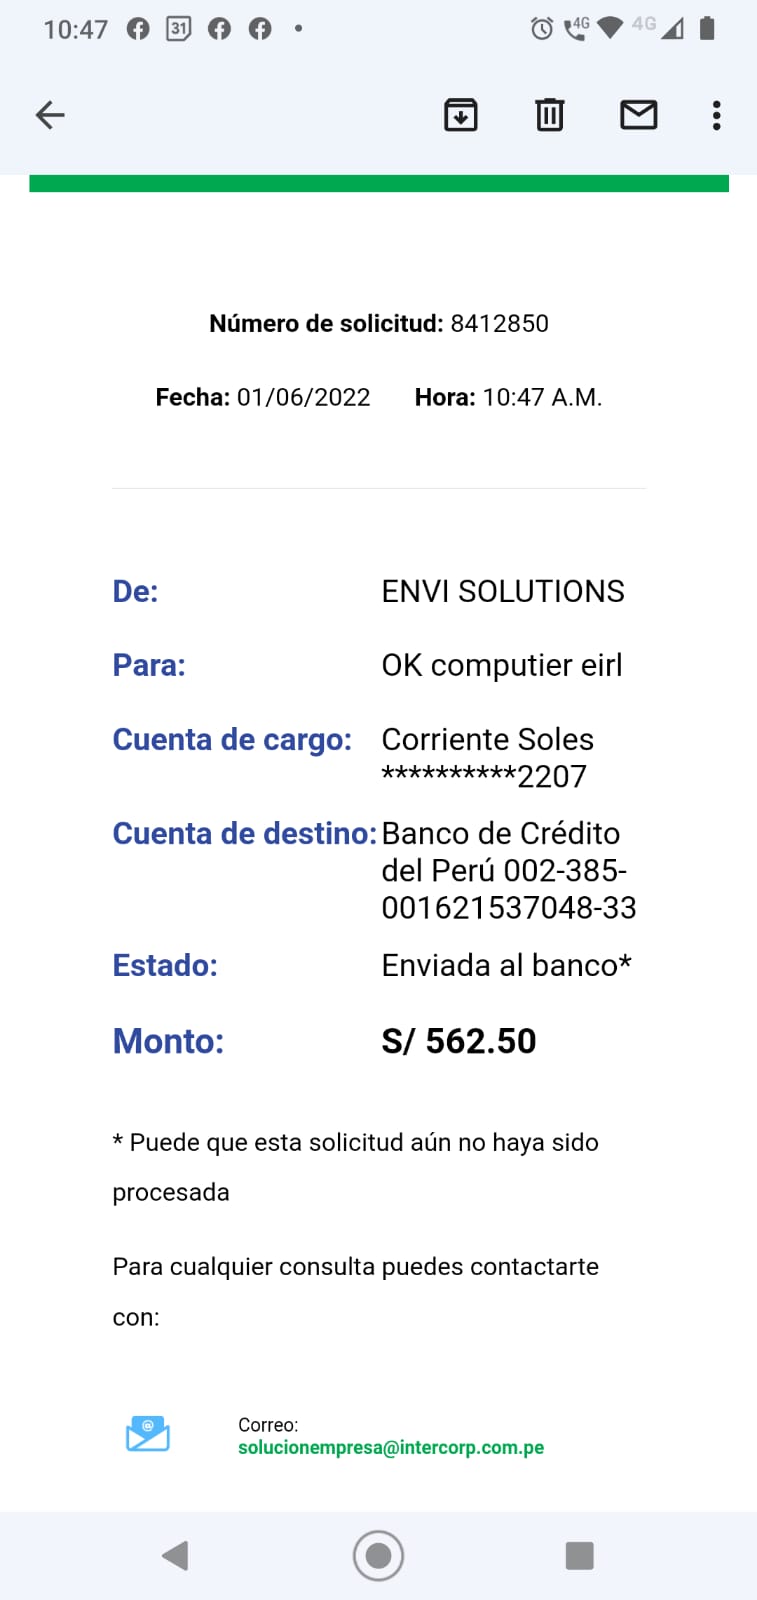 10:47
31
4G
4G
Número de solicitud: 8412850
Fecha: 01/06/2022 Hora: 10:47 A.M.
De: ENVI SOLUTIONS
Para: OK computier eirl
Cuenta de cargo: Corriente Soles
**********2207
Cuenta de destino: Banco de Crédito
del Perú 002-385-
001621537048-33
Estado: Enviada al banco*
Monto: S/ 562.50
* Puede que esta solicitud aún no haya sido
procesada
Para cualquier consulta puedes contactarte
con:
@
Correo:
solucionempresa@intercorp.com.pe